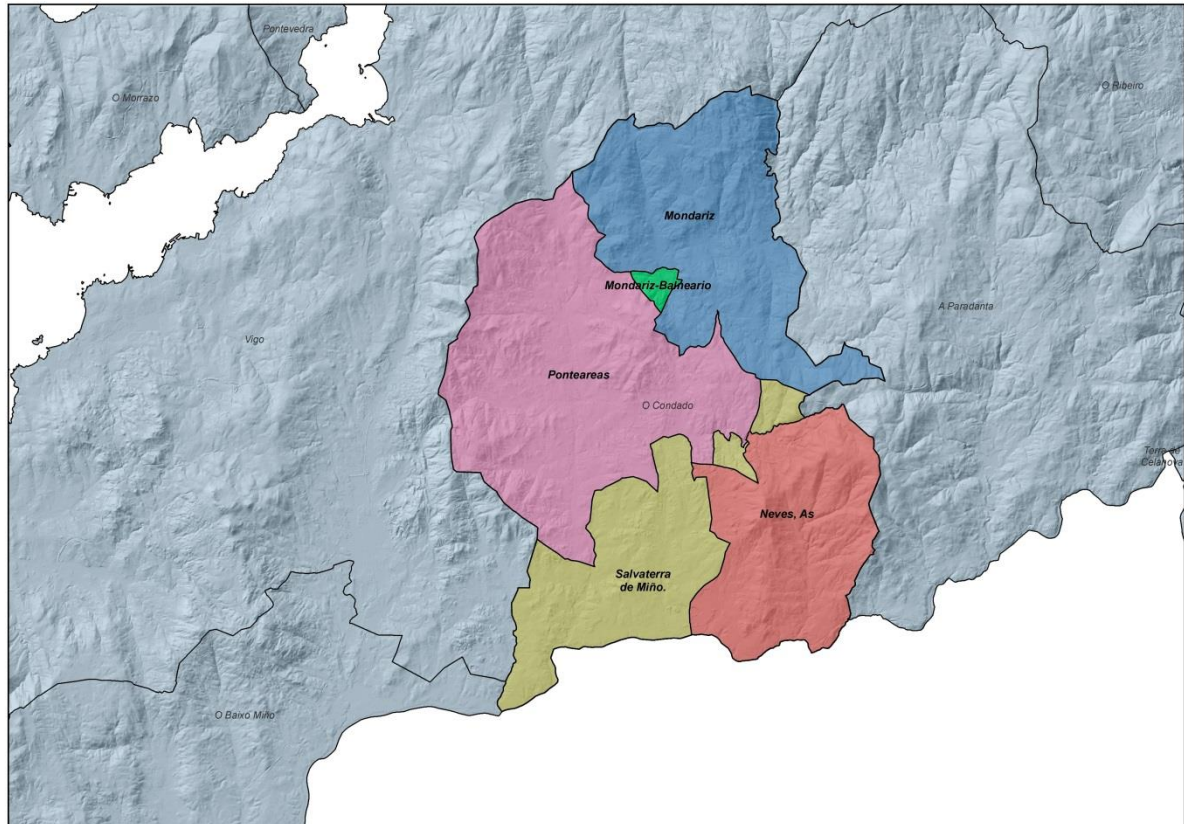 Pontevedra
O Morrazo
O Ribeiro
Mondariz
Mondariz-Balneario
A Paradanta
Vigo
Ponteareas
O Condado
Terra de
Celanova
Neves, As
Salvaterra
de Miño.
O Baixo Miño